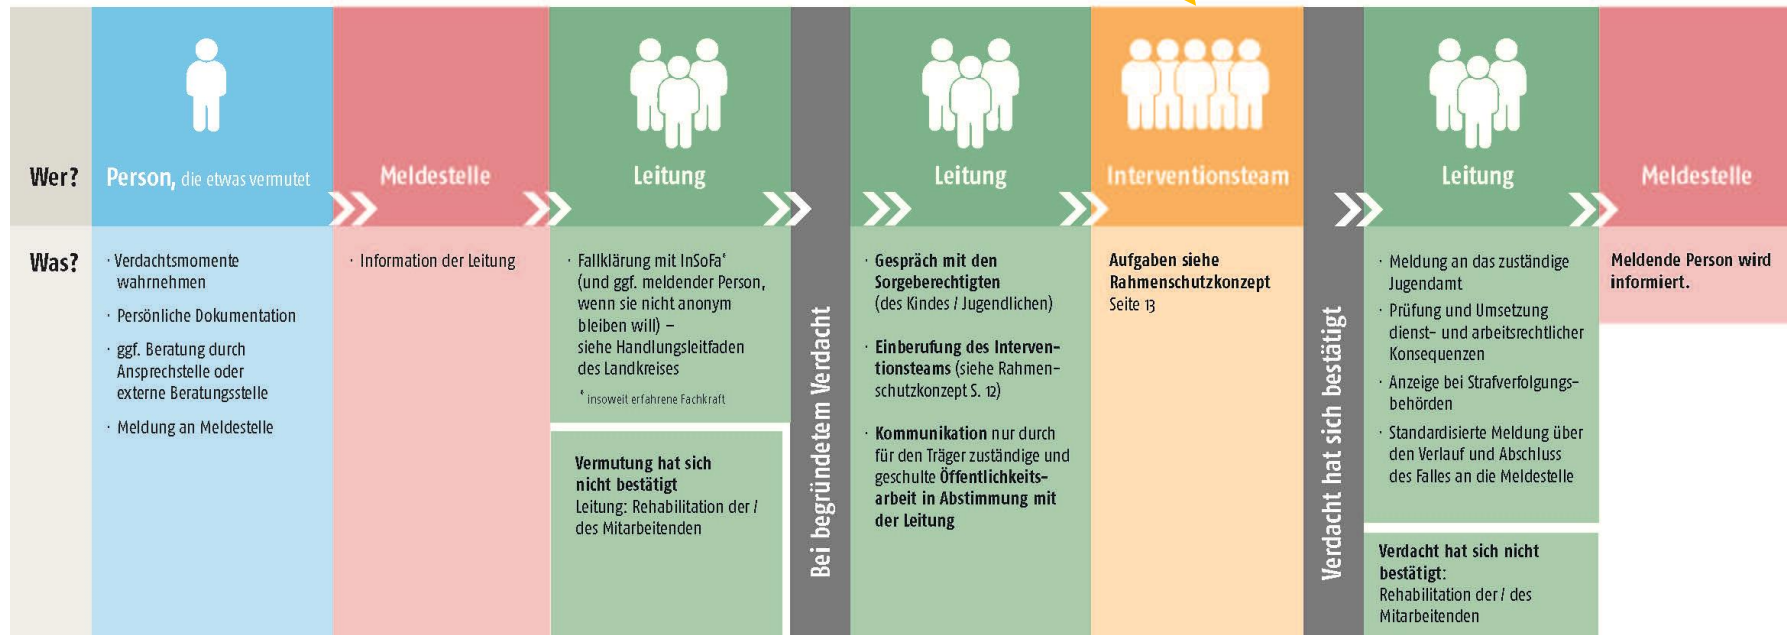 Wer?
Person, die etwas vermutet
Meldestelle
Leitung
Leitung
Interventionsteam
Leitung
Meldestelle
Was?
· Verdachtsmomente
wahrnehmen
· Persönliche Dokumentation
· ggf. Beratung durch
Ansprechstelle oder
externe Beratungsstelle
· Meldung an Meldestelle
· Information der Leitung
· Fallklärung mit InSoFa*
(und ggf. meldender Person,
wenn sie nicht anonym
bleiben will) –
siehe Handlungsleitfaden
des Landkreises
* insoweit erfahrene Fachkraft
Vermutung hat sich
nicht bestätigt
Leitung: Rehabilitation der /
des Mitarbeitenden
Bei begründetem Verdacht
· Gespräch mit den
Sorgeberechtigten
(des Kindes / Jugendlichen)
· Einberufung des Interven-
tionsteams (siehe Rahmen-
schutzkonzept S. 12)
· Kommunikation nur durch
für den Träger zuständige und
geschulte Öffentlichkeits-
arbeit in Abstimmung mit
der Leitung
Aufgaben siehe
Rahmenschutzkonzept
Seite 13
Verdacht hat sich bestätigt
· Meldung an das zuständige
Jugendamt
· Prüfung und Umsetzung
dienst- und arbeitsrechtlicher
Konsequenzen
· Anzeige bei Strafverfolgungs-
behörden
· Standardisierte Meldung über
den Verlauf und Abschluss
des Falles an die Meldestelle
Verdacht hat sich nicht
bestätigt:
Rehabilitation der / des
Mitarbeitenden
Meldende Person wird
informiert.